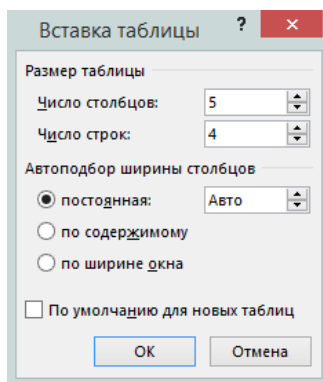 Вставка таблицы ? ×
Размер таблицы
Число столбцов: 5
Число строк: 4
Автоподбор ширины столбцов
постоянная: Авто
по содержимому
по ширине окна
По умолчанию для новых таблиц
ОК Отмена